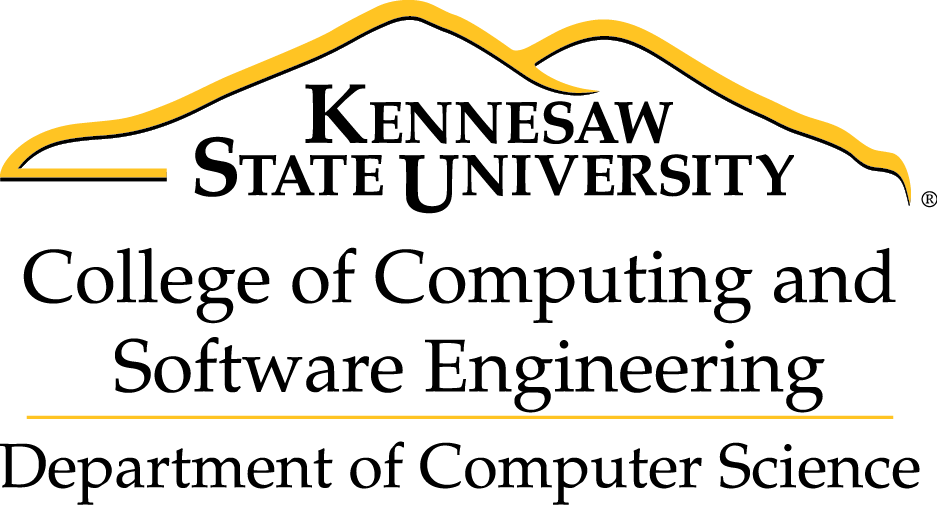 KENNESAW
STATE UNIVERSITY
®
College of Computing and
Software Engineering
Department of Computer Science